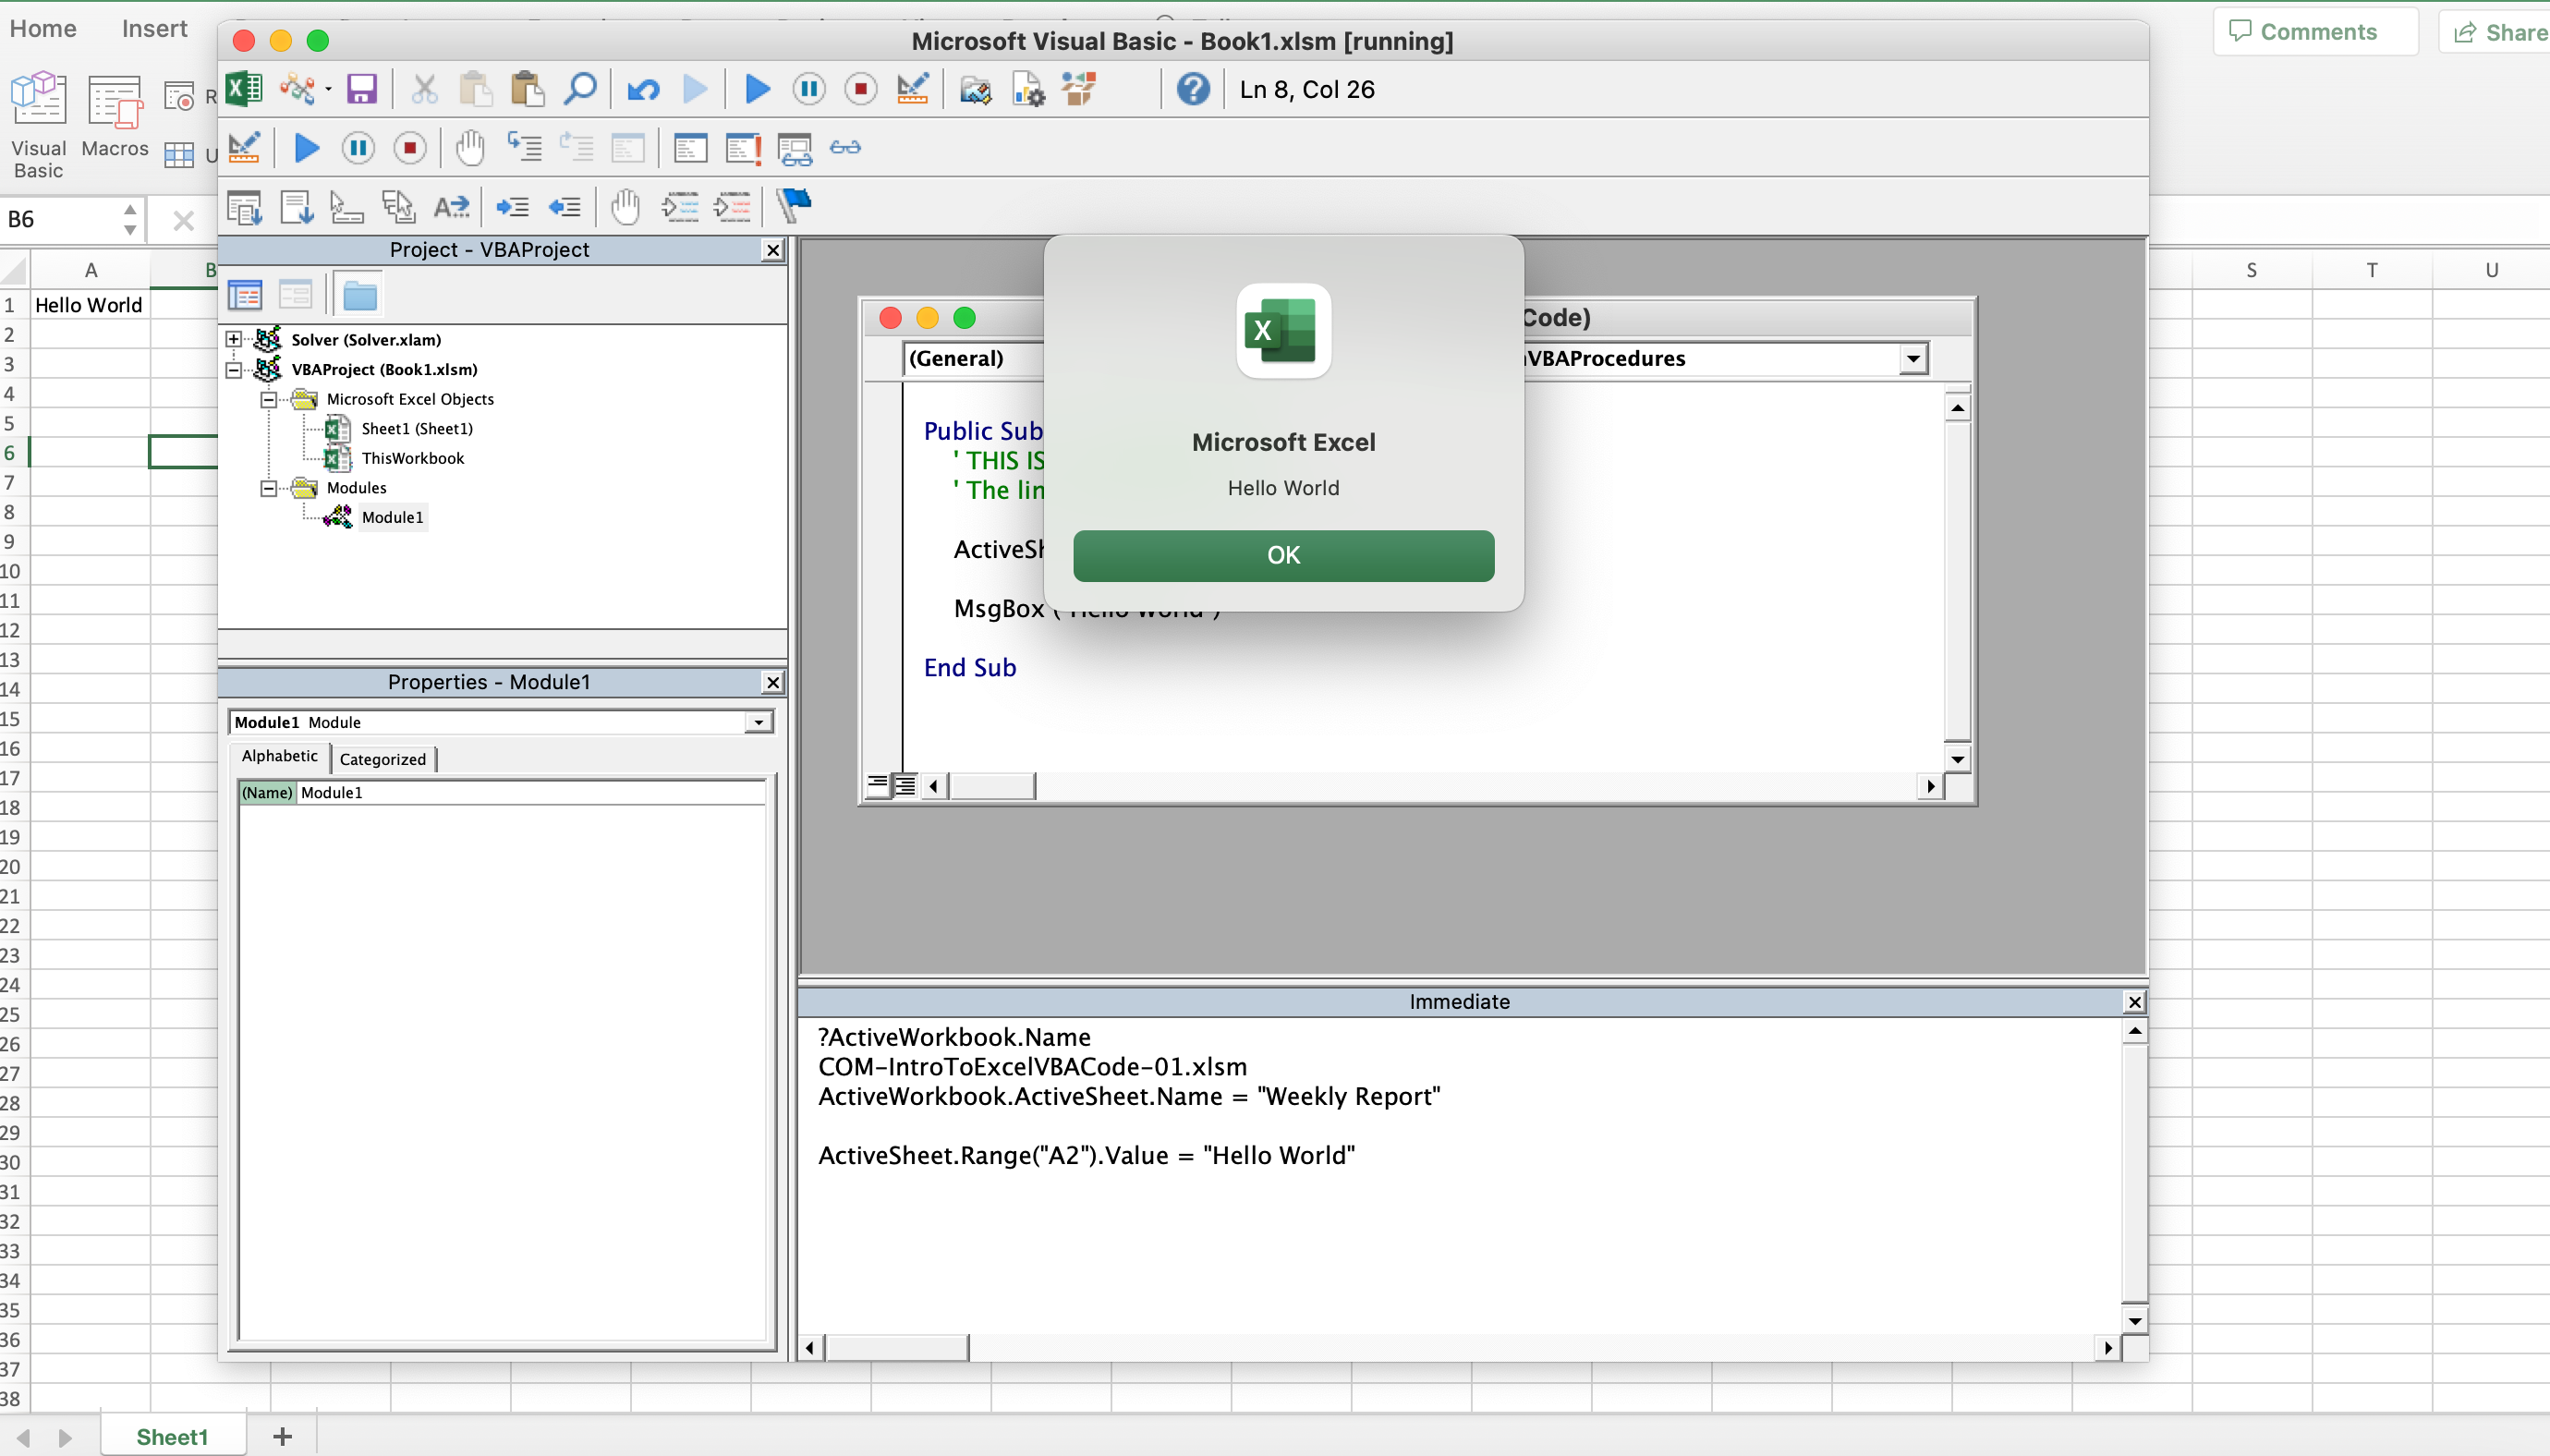 Home Insert
Comments Share
Microsoft Visual Basic - Book1.xlsm [running]
Ln 8, Col 26
Visual
Basic
Macros
B6
Project - VBAProject
A B S T U
Solver (Solver.xlam)
VBAProject (Book1.xlsm)
Microsoft Excel Objects
Sheet1 (Sheet1)
ThisWorkbook
Modules
Module1
Properties - Module1
Module1 Module
Alphabetic Categorized
(Name) Module1
Code)
(General) VBAProcedures
Public Sub
' THIS IS
' The lin
ActiveSh
MsgBox ("Hello World")
End Sub
Microsoft Excel
Hello World
OK
Immediate
?ActiveWorkbook.Name
COM-IntroToExcelVBACode-01.xlsm
ActiveWorkbook.ActiveSheet.Name = "Weekly Report"
ActiveSheet.Range("A2").Value = "Hello World"
1 Hello World
2
3
4
5
6
7
8
9
10
11
12
13
14
15
16
17
18
19
20
21
22
23
24
25
26
27
28
29
30
31
32
33
34
35
36
37
38
Sheet1